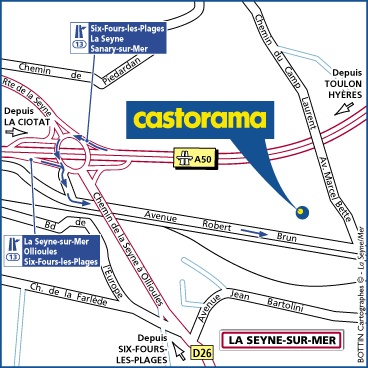 Six-Fours-les-Plages
La Seyne
Sanary-sur-Mer
13
Chemin de Piedardan
Chemin du Camp Laurent
Depuis
TOULON
HYÈRES
Rte de la Seyne
Depuis
LA CIOTAT
castorama
A50
Av. Marcel Bette
Avenue Robert Brun
Chemin de la Seyne à Ollioules
La Seyne-sur-Mer
Ollioules
Six-Fours-les-Plages
13
Bd de l'Europe
Ch. de la Farlède
Avenue Jean Bartolini
Depuis
SIX-FOURS-
LES-PLAGES
D26
LA SEYNE-SUR-MER
BOTTIN Cartographes © - La Seyne/Mer